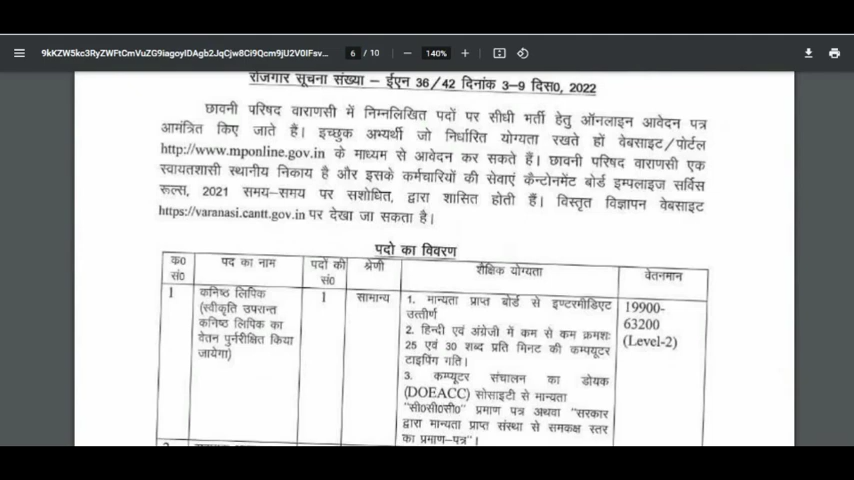 9kKZW5kc3RyZWFtCmVuZG9iagoyIDAgb2JqCjw8Ci9Qcm9jU2V0IFsv...
6 / 10
140%
रोजगार सूचना संख्या – ईएन 36/42 दिनांक 3–9 दिस0, 2022
छावनी परिषद वाराणसी में निम्नलिखित पदों पर सीधी भर्ती हेतु ऑनलाइन आवेदन पत्र
आमंत्रित किए जाते हैं। इच्छुक अभ्यर्थी जो निर्धारित योग्यता रखते हों वेबसाइट/पोर्टल
http://www.mponline.gov.in के माध्यम से आवेदन कर सकते हैं। छावनी परिषद वाराणसी एक
स्वायतशासी स्थानीय निकाय है और इसके कर्मचारियों की सेवाएं कैन्टोनमेंट बोर्ड इम्पलाइज सर्विस
रूल्स, 2021 समय–समय पर सशोधित, द्वारा शासित होती हैं। विस्तृत विज्ञापन वेबसाइट
https://varanasi.cantt.gov.in पर देखा जा सकता है।
पदो का विवरण
क0 सं0
पद का नाम
पदों की सं0
श्रेणी
शैक्षिक योग्यता
वेतनमान
1
कनिष्ठ लिपिक
(स्वीकृति उपरान्त
कनिष्ठ लिपिक का
वेतन पुर्नरीक्षित किया
जायेगा)
1
सामान्य
1. मान्यता प्राप्त बोर्ड से इण्टरमीडिएट
उत्तीर्ण
2. हिन्दी एवं अंग्रेजी में कम से कम क्रमशः
25 एवं 30 शब्द प्रति मिनट की कम्प्यूटर
टाइपिंग गति।
3. कम्प्यूटर संचालन का डोयक
(DOEACC) सोसाइटी से मान्यता
"सी0सी0सी0" प्रमाण पत्र अथवा "सरकार
द्वारा मान्यता प्राप्त संस्था से समकक्ष स्तर
का प्रमाण–पत्र"।
19900-
63200
(Level-2)